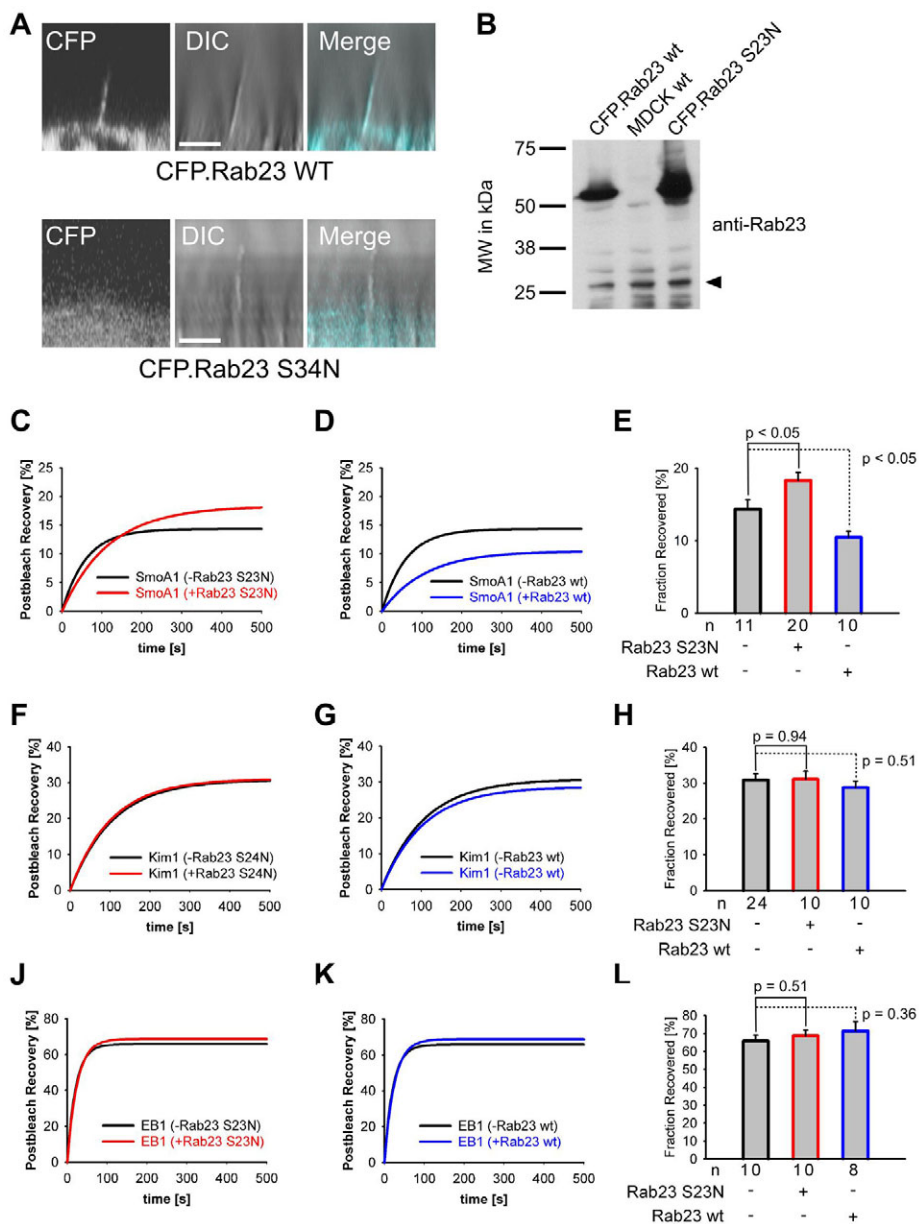 A
CFP
DIC
Merge
CFP.Rab23 WT
CFP
DIC
Merge
CFP.Rab23 S34N
B
CFP.Rab23 wt
MDCK wt
CFP.Rab23 S23N
MW in kDa
75
50
38
25
anti-Rab23
C
Postbleach Recovery [%]
25
20
15
10
5
0
SmoA1 (-Rab23 S23N)
SmoA1 (+Rab23 S23N)
0 100 200 300 400 500
time [s]
D
Postbleach Recovery [%]
25
20
15
10
5
0
SmoA1 (-Rab23 wt)
SmoA1 (+Rab23 wt)
0 100 200 300 400 500
time [s]
E
p < 0.05
p < 0.05
Fraction Recovered [%]
20
10
0
n 11 20 10
Rab23 S23N - + -
Rab23 wt - - +
F
Postbleach Recovery [%]
40
30
20
10
0
Kim1 (-Rab23 S24N)
Kim1 (+Rab23 S24N)
0 100 200 300 400 500
time [s]
G
Postbleach Recovery [%]
40
30
20
10
0
Kim1 (-Rab23 wt)
Kim1 (-Rab23 wt)
0 100 200 300 400 500
time [s]
H
p = 0.94
p = 0.51
Fraction Recovered [%]
40
30
20
10
0
n 24 10 10
Rab23 S23N - + -
Rab23 wt - - +
J
Postbleach Recovery [%]
80
60
40
20
0
EB1 (-Rab23 S23N)
EB1 (+Rab23 S23N)
0 100 200 300 400 500
time [s]
K
Postbleach Recovery [%]
80
60
40
20
0
EB1 (-Rab23 wt)
EB1 (+Rab23 wt)
0 100 200 300 400 500
time [s]
L
p = 0.51
p = 0.36
Fraction Recovered [%]
80
70
60
50
40
30
20
10
0
n 10 10 8
Rab23 S23N - + -
Rab23 wt - - +